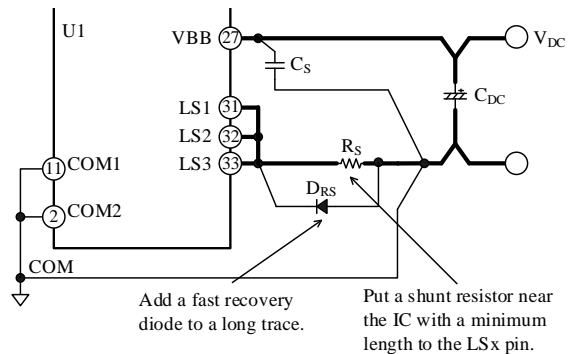 U1
VBB 27
V_DC
C_S
C_DC
LS1 31
LS2 32
LS3 33
R_S
11 COM1
D_RS
2 COM2
COM
Add a fast recovery
diode to a long trace.
Put a shunt resistor near
the IC with a minimum
length to the LSx pin.